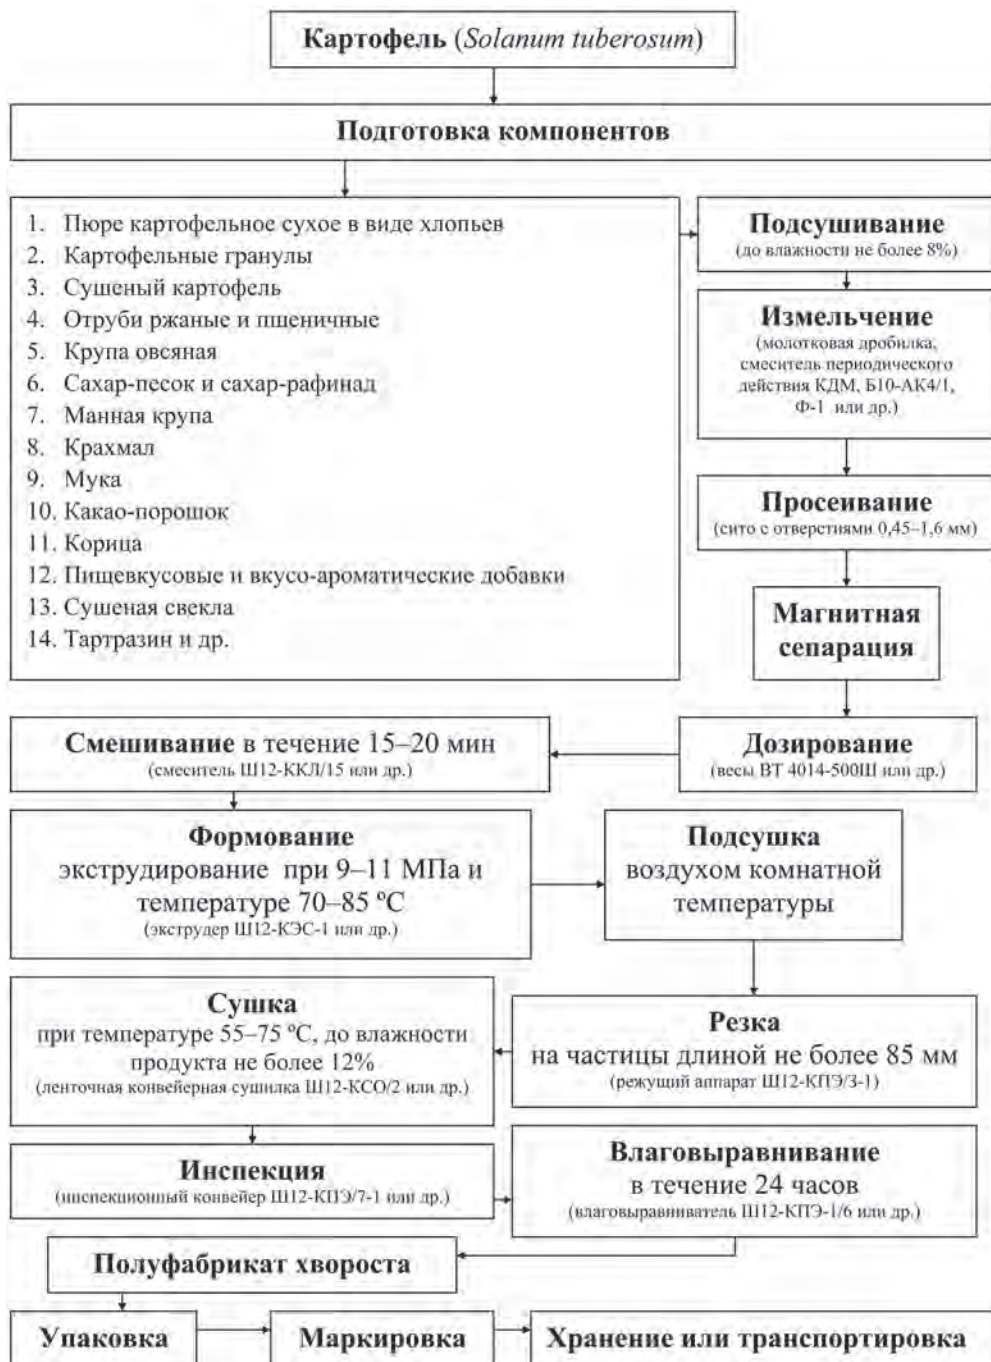 Картофель (Solanum tuberosum)
Подготовка компонентов
1. Пюре картофельное сухое в виде хлопьев
2. Картофельные гранулы
3. Сушеный картофель
4. Отруби ржаные и пшеничные
5. Крупа овсяная
6. Сахар-песок и сахар-рафинад
7. Манная крупа
8. Крахмал
9. Мука
10. Какао-порошок
11. Корица
12. Пищевкусовые и вкусо-ароматические добавки
13. Сушеная свекла
14. Тартразин и др.
Подсушивание
(до влажности не более 8%)
Измельчение
(молотковая дробилка,
смеситель периодического
действия КДМ, Б10-АК4/1,
Ф-1 или др.)
Просеивание
(сито с отверстиями 0,45–1,6 мм)
Магнитная
сепарация
Дозирование
(весы ВТ 4014-500Ш или др.)
Смешивание в течение 15–20 мин
(смеситель Ш12-ККЛ/15 или др.)
Формование
экструдирование при 9–11 МПа и
температуре 70–85 ºС
(экструдер Ш12-КЭС-1 или др.)
Подсушка
воздухом комнатной
температуры
Резка
на частицы длиной не более 85 мм
(режущий аппарат Ш12-КПЭ/3-1)
Сушка
при температуре 55–75 ºС, до влажности
продукта не более 12%
(ленточная конвейерная сушилка Ш12-КСО/2 или др.)
Инспекция
(инспекционный конвейер Ш12-КПЭ/7-1 или др.)
Влаговыравнивание
в течение 24 часов
(влаговыравниватель Ш12-КПЭ-1/6 или др.)
Полуфабрикат хвороста
Упаковка
Маркировка
Хранение или транспортировка